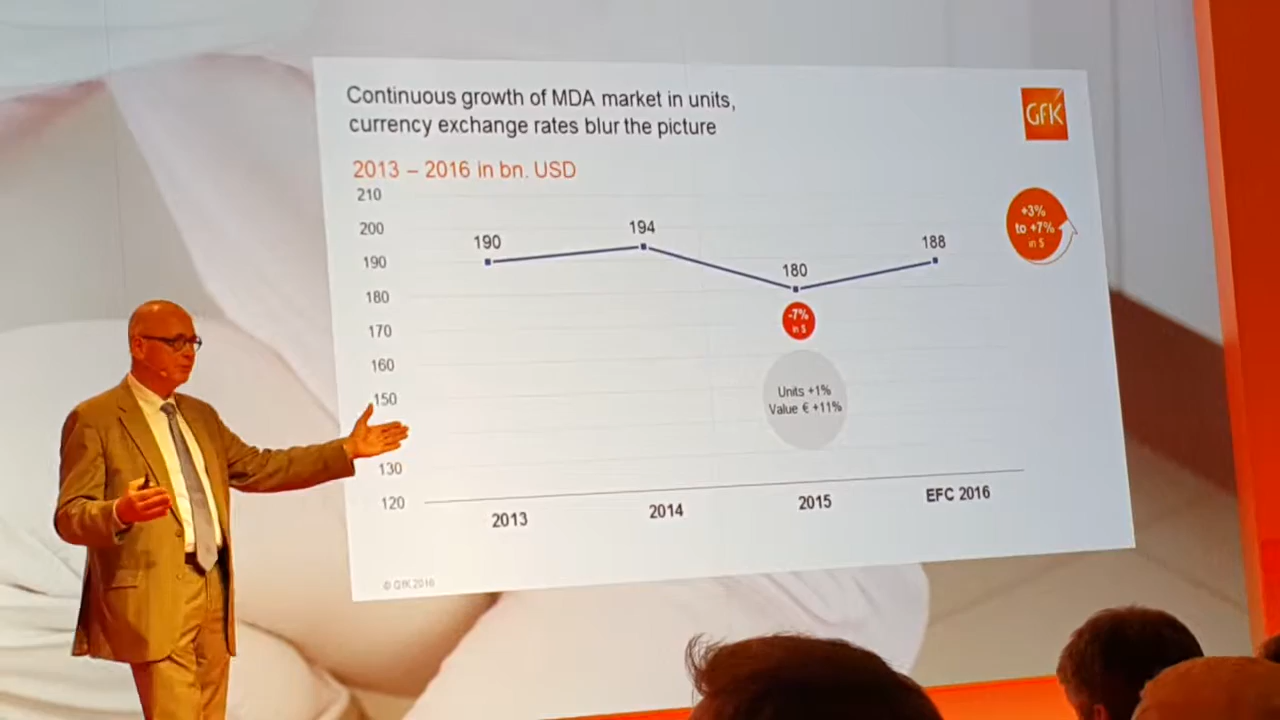 Continuous growth of MDA market in units,
currency exchange rates blur the picture
GFK
2013 – 2016 in bn. USD
210
200
190
180
170
160
150
130
120
190
194
180
188
-7%
in $
Units +1%
Value € +11%
+3%
to +7%
in $
2013
2014
2015
EFC 2016
© GfK 2016